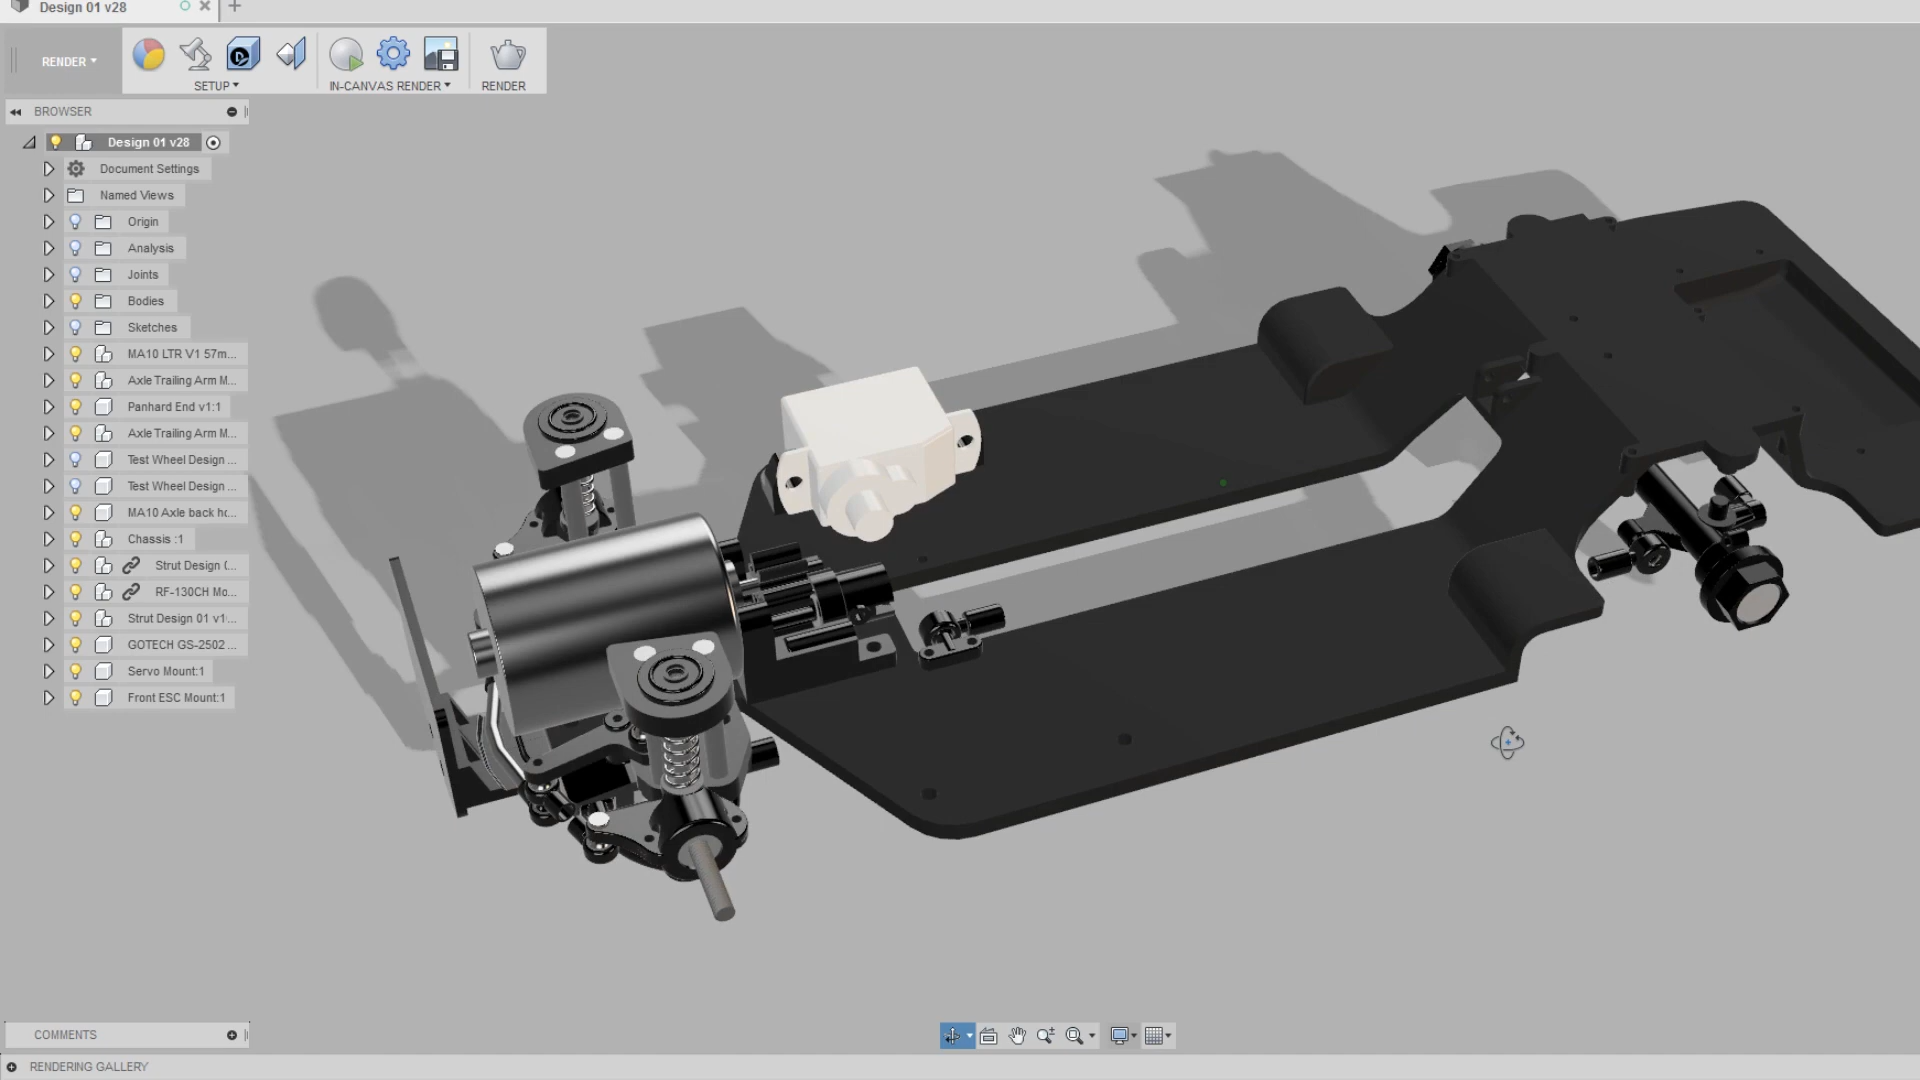 Design 01 v28
RENDER
SETUP
IN-CANVAS RENDER
RENDER
BROWSER
Design 01 v28
Document Settings
Named Views
Origin
Analysis
Joints
Bodies
Sketches
MA10 LTR V1 57m...
Axle Trailing Arm M...
Panhard End v1:1
Axle Trailing Arm M...
Test Wheel Design ...
Test Wheel Design ...
MA10 Axle back ho...
Chassis :1
Strut Design (...
RF-130CH Mo...
Strut Design 01 v1...
GOTECH GS-2502 ...
Servo Mount:1
Front ESC Mount:1
COMMENTS
RENDERING GALLERY